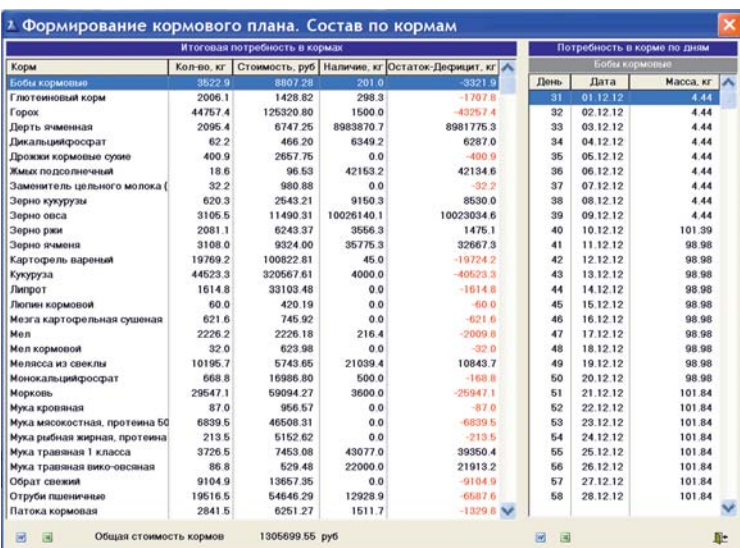 Формирование кормового плана. Состав по кормам
Итоговая потребность в кормах
Корм Кол-во, кг Стоимость, руб Наличие, кг Остаток-Дефицит, кг
Бобы кормовые 3522.9 8807.28 201.0 -3321.9
Глютеиновый корм 2006.1 1428.82 298.3 -1707.8
Горох 44757.4 125320.80 1500.0 -43257.4
Дерть ячменная 2095.4 6747.25 8983870.7 8981775.3
Дикальцийфосфрат 62.2 466.20 6349.2 6287.0
Дрожжи кормовые сухие 400.9 2657.75 0.0 -400.9
Жмых подсолнечный 18.6 96.53 42153.2 42134.6
Заменитель цельного молока ( 32.2 980.88 0.0 -32.2
Зерно кукурузы 620.3 2543.21 9150.3 8530.0
Зерно овса 3105.5 11490.31 10026140.1 10023034.6
Зерно ржи 2081.1 6243.37 3556.3 1475.1
Зерно ячменя 3108.0 9324.00 35775.3 32667.3
Картофель вареный 19769.2 100822.81 45.0 -19724.2
Кукуруза 44523.3 320567.61 4000.0 -40523.3
Липрот 1614.8 33103.48 0.0 -1614.8
Люпин кормовой 60.0 420.19 0.0 -60.0
Мезга картофельная сушеная 621.6 745.92 0.0 -621.6
Мел 2226.2 2226.18 216.4 -2009.8
Мел кормовой 32.0 623.98 0.0 -32.0
Мелясса из свеклы 10195.7 5743.65 21039.4 10843.7
Монокальцийфосфрат 668.8 16986.80 500.0 -168.8
Морковь 29547.1 59094.27 3600.0 -25947.1
Мука кровяная 87.0 956.57 0.0 -87.0
Мука мясокостная, протеина 50 6839.5 46508.31 0.0 -6839.5
Мука рыбная жирная, протеина 213.5 5152.62 0.0 -213.5
Мука травяная 1 класса 3726.5 7453.08 43077.0 39350.4
Мука травяная вико-овсяная 86.8 529.48 22000.0 21913.2
Обрат свежий 9104.9 13657.35 0.0 -9104.9
Отруби пшеничные 19516.5 54646.29 12928.9 -6587.6
Патока кормовая 2841.5 6251.27 1511.7 -1329.8
Общая стоимость кормов 1305699.55 руб
Потребность в корме по дням
Бобы кормовые
День Дата Масса, кг
31 01.12.12 4.44
32 02.12.12 4.44
33 03.12.12 4.44
34 04.12.12 4.44
35 05.12.12 4.44
36 06.12.12 4.44
37 07.12.12 4.44
38 08.12.12 4.44
39 09.12.12 4.44
40 10.12.12 101.39
41 11.12.12 98.98
42 12.12.12 98.98
43 13.12.12 98.98
44 14.12.12 98.98
45 15.12.12 98.98
46 16.12.12 98.98
47 17.12.12 98.98
48 18.12.12 98.98
49 19.12.12 98.98
50 20.12.12 98.98
51 21.12.12 101.84
52 22.12.12 101.84
53 23.12.12 101.84
54 24.12.12 101.84
55 25.12.12 101.84
56 26.12.12 101.84
57 27.12.12 101.84
58 28.12.12 101.84